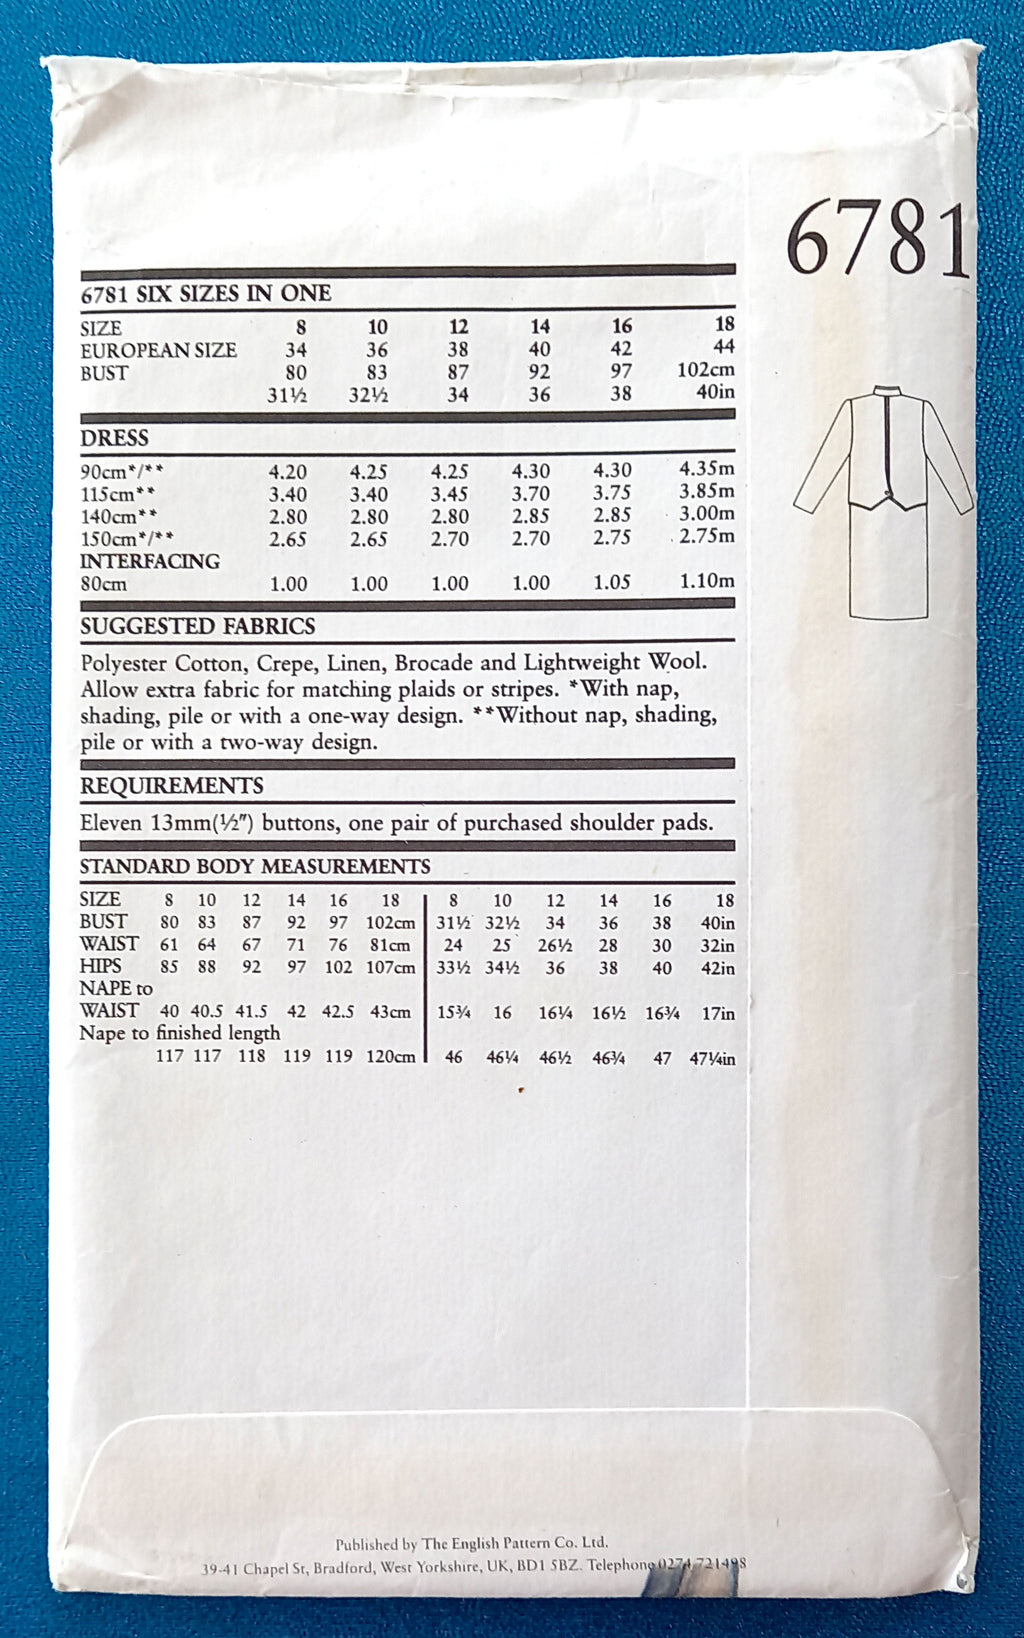 6781
6781 SIX SIZES IN ONE
SIZE 8 10 12 14 16 18
EUROPEAN SIZE 34 36 38 40 42 44
BUST 80 83 87 92 97 102cm
31½ 32½ 34 36 38 40in
DRESS
90cm*/** 4.20 4.25 4.25 4.30 4.30 4.35m
115cm** 3.40 3.40 3.45 3.70 3.75 3.85m
140cm** 2.80 2.80 2.80 2.85 2.85 3.00m
150cm*/** 2.65 2.65 2.70 2.70 2.75 2.75m
INTERFACING
80cm 1.00 1.00 1.00 1.00 1.05 1.10m
SUGGESTED FABRICS
Polyester Cotton, Crepe, Linen, Brocade and Lightweight Wool.
Allow extra fabric for matching plaids or stripes. *With nap,
shading, pile or with a one-way design. **Without nap, shading,
pile or with a two-way design.
REQUIREMENTS
Eleven 13mm(½") buttons, one pair of purchased shoulder pads.
STANDARD BODY MEASUREMENTS
SIZE 8 10 12 14 16 18 8 10 12 14 16 18
BUST 80 83 87 92 97 102cm 31½ 32½ 34 36 38 40in
WAIST 61 64 67 71 76 81cm 24 25 26½ 28 30 32in
HIPS 85 88 92 97 102 107cm 33½ 34½ 36 38 40 42in
NAPE to
WAIST 40 40.5 41.5 42 42.5 43cm 15¾ 16 16¼ 16½ 16¾ 17in
Nape to finished length
117 117 118 119 119 120cm 46 46¼ 46½ 46¾ 47 47¼in
Published by The English Pattern Co. Ltd.
39-41 Chapel St, Bradford, West Yorkshire, UK, BD1 5BZ. Telephone 0274 721498